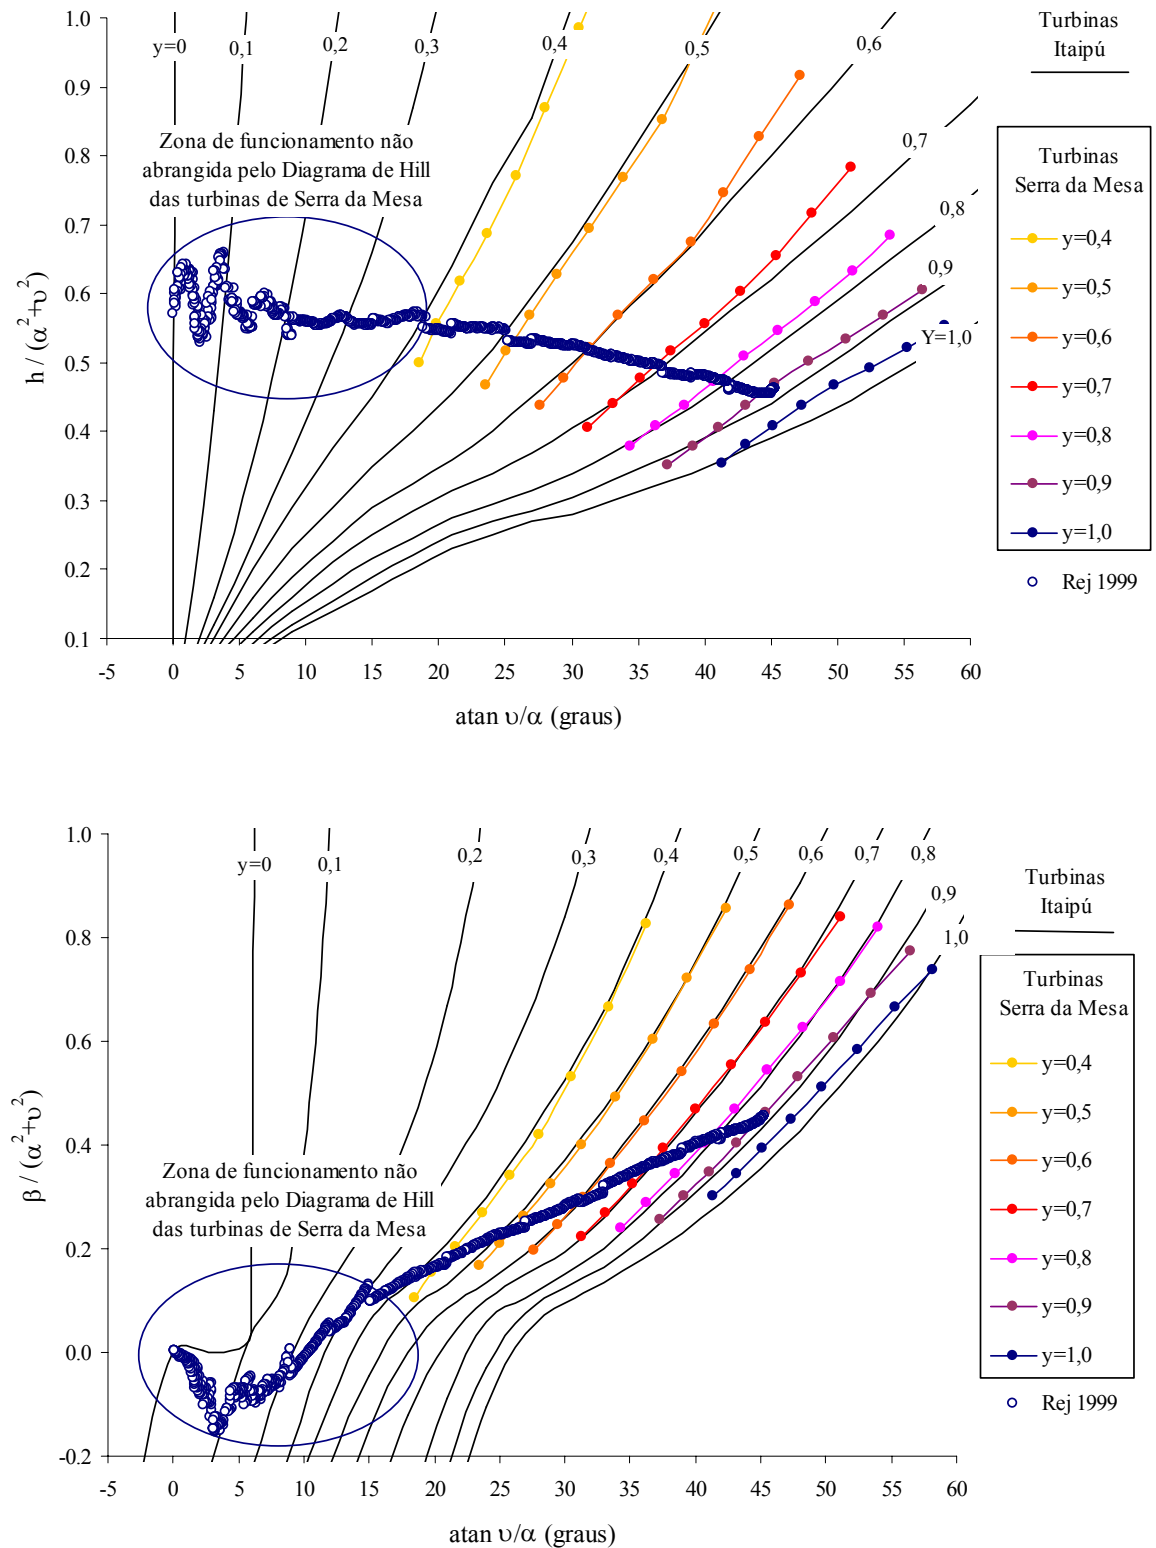 1.0
0.9
0.8
0.7
0.6
0.5
0.4
0.3
0.2
0.1
h / (α²+υ²)
y=0
0,1
0,2
0,3
0,4
0,5
0,6
0,7
0,8
0,9
Y=1,0
Zona de funcionamento não
abrangida pelo Diagrama de Hill
das turbinas de Serra da Mesa
-5 0 5 10 15 20 25 30 35 40 45 50 55 60
atan υ/α (graus)
Turbinas
Itaipú
Turbinas
Serra da Mesa
y=0,4
y=0,5
y=0,6
y=0,7
y=0,8
y=0,9
y=1,0
Rej 1999
1.0
0.8
0.6
0.4
0.2
0.0
-0.2
β / (α²+υ²)
y=0
0,1
0,2
0,3
0,4
0,5
0,6
0,7
0,8
0,9
1,0
Zona de funcionamento não
abrangida pelo Diagrama de Hill
das turbinas de Serra da Mesa
-5 0 5 10 15 20 25 30 35 40 45 50 55 60
atan υ/α (graus)
Turbinas
Itaipú
Turbinas
Serra da Mesa
y=0,4
y=0,5
y=0,6
y=0,7
y=0,8
y=0,9
y=1,0
Rej 1999